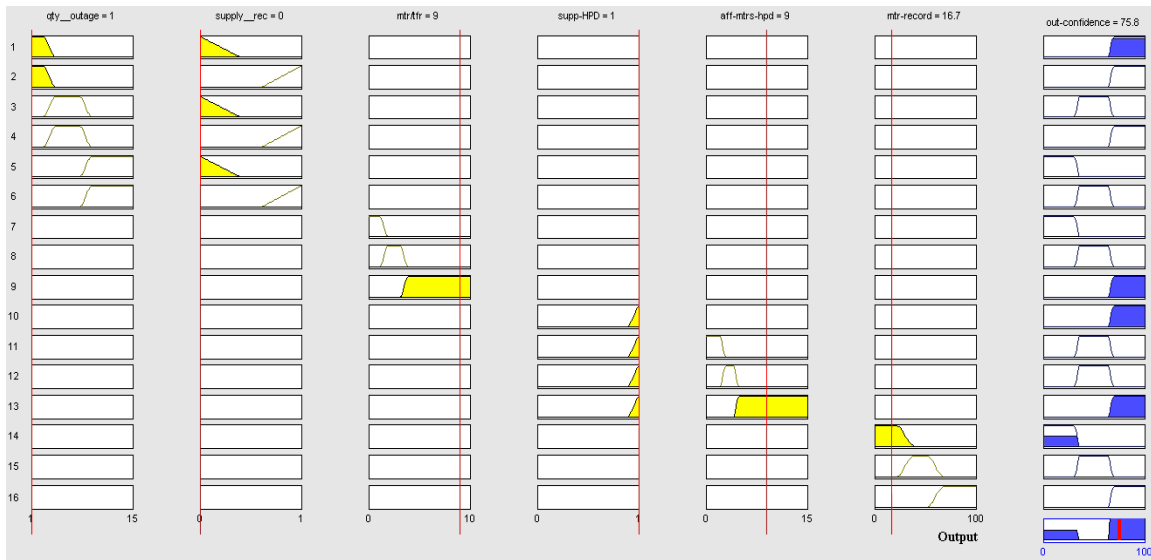 qty__outage = 1
supply__rec = 0
mtr/tfr = 9
supp-HPD = 1
aff-mtrs-hpd = 9
mtr-record = 16.7
out-confidence = 75.8
1
2
3
4
5
6
7
8
9
10
11
12
13
14
15
16
1 15
0 1
0 10
0 1
0 15
0 100
Output
0 100